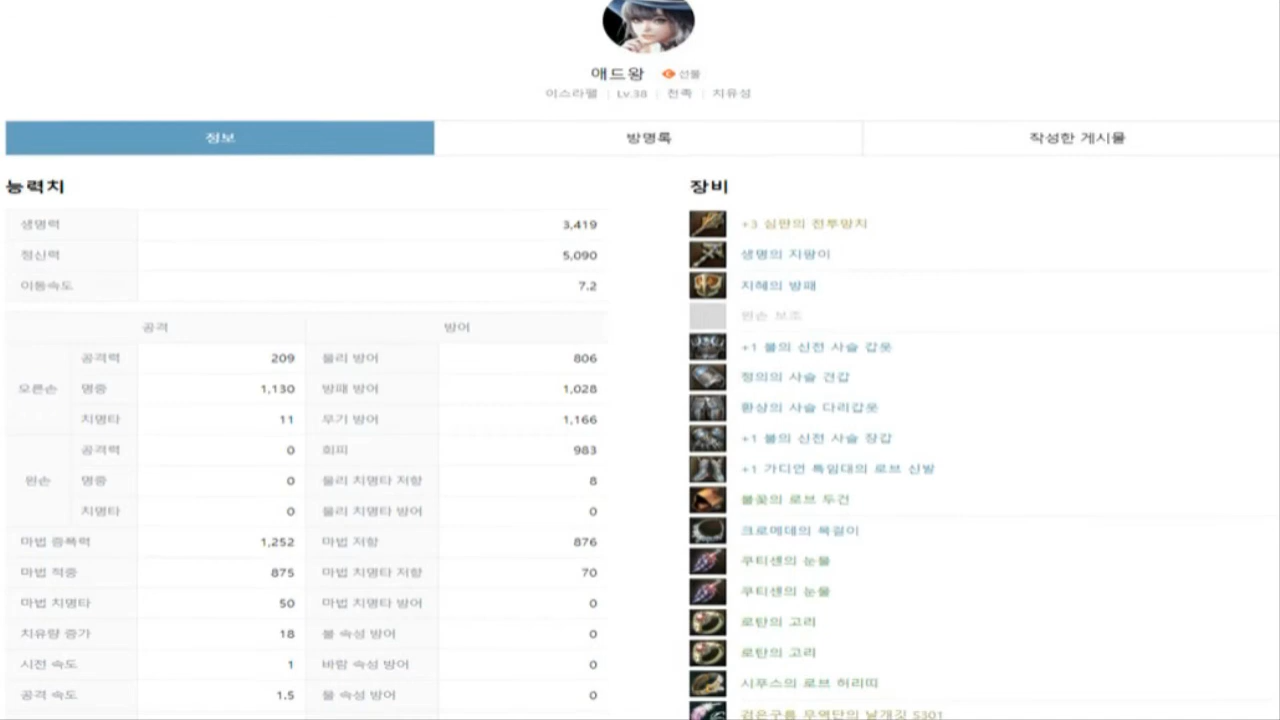 애드왕 선물
이스라펠 | Lv.38 | 천족 | 치유성
정보 방명록 작성한 게시물
능력치
생명력 3,419
정신력 5,090
이동속도 7.2
공격 방어
오른손
공격력 209 물리 방어 806
명중 1,130 방패 방어 1,028
치명타 11 무기 방어 1,166
왼손
공격력 0 회피 983
명중 0 물리 치명타 저항 8
치명타 0 물리 치명타 방어 0
마법 증폭력 1,252 마법 저항 876
마법 적중 875 마법 치명타 저항 70
마법 치명타 50 마법 치명타 방어 0
치유량 증가 18 불 속성 방어 0
시전 속도 1 바람 속성 방어 0
공격 속도 1.5 물 속성 방어 0
장비
+3 심판의 전투망치
생명의 지팡이
지혜의 방패
왼손 보조
+1 불의 신전 사슬 갑옷
정의의 사슬 견갑
환상의 사슬 다리갑옷
+1 불의 신전 사슬 장갑
+1 가디언 특임대의 로브 신발
불꽃의 로브 두건
크로메데의 목걸이
쿠티센의 눈물
쿠티센의 눈물
로탄의 고리
로탄의 고리
시푸스의 로브 허리띠
검은구름 무역단의 날개깃 S301